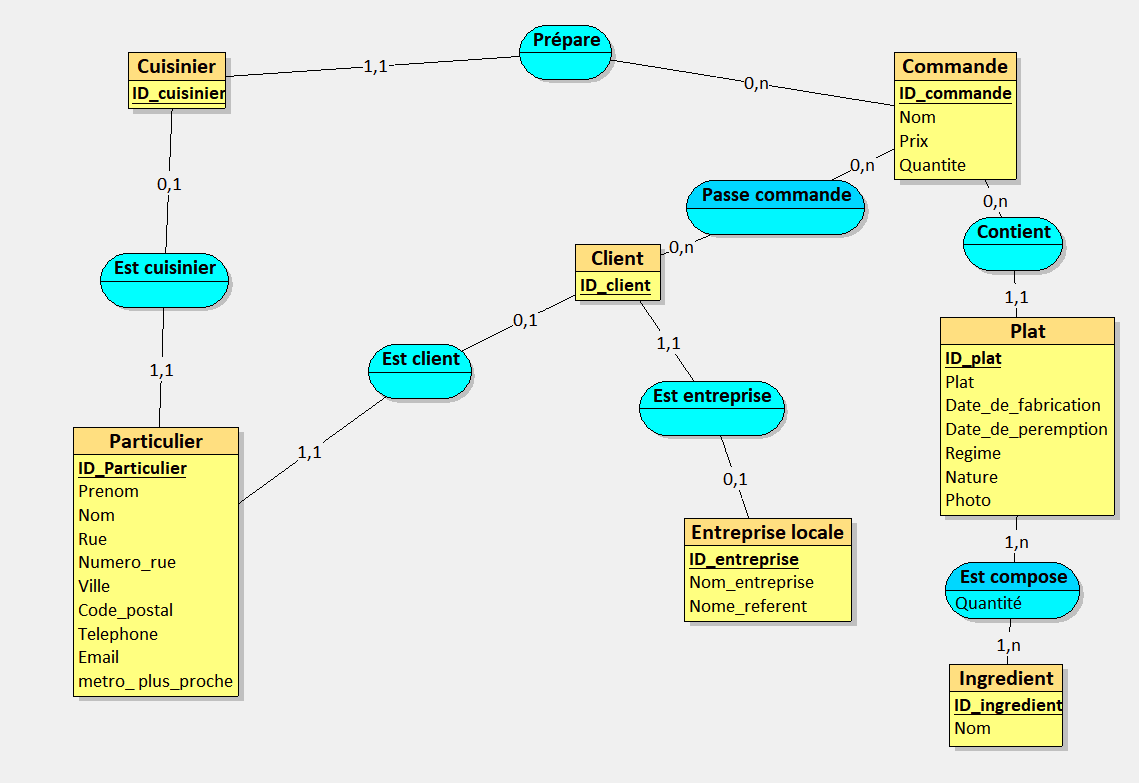 Prépare
Cuisinier
ID_cuisinier
1,1
0,n
Commande
ID_commande
Nom
Prix
Quantite
0,1
0,n
Passe commande
0,n
0,n
Contient
Est cuisinier
Client
ID_client
1,1
0,1
1,1
Est client
1,1
Est entreprise
Plat
ID_plat
Plat
Date_de_fabrication
Date_de_peremption
Regime
Nature
Photo
Particulier
ID_Particulier
Prenom
Nom
Rue
Numero_rue
Ville
Code_postal
Telephone
Email
metro_ plus_proche
1,1
0,1
Entreprise locale
ID_entreprise
Nom_entreprise
Nome_referent
1,n
Est compose
Quantité
1,n
Ingredient
ID_ingredient
Nom